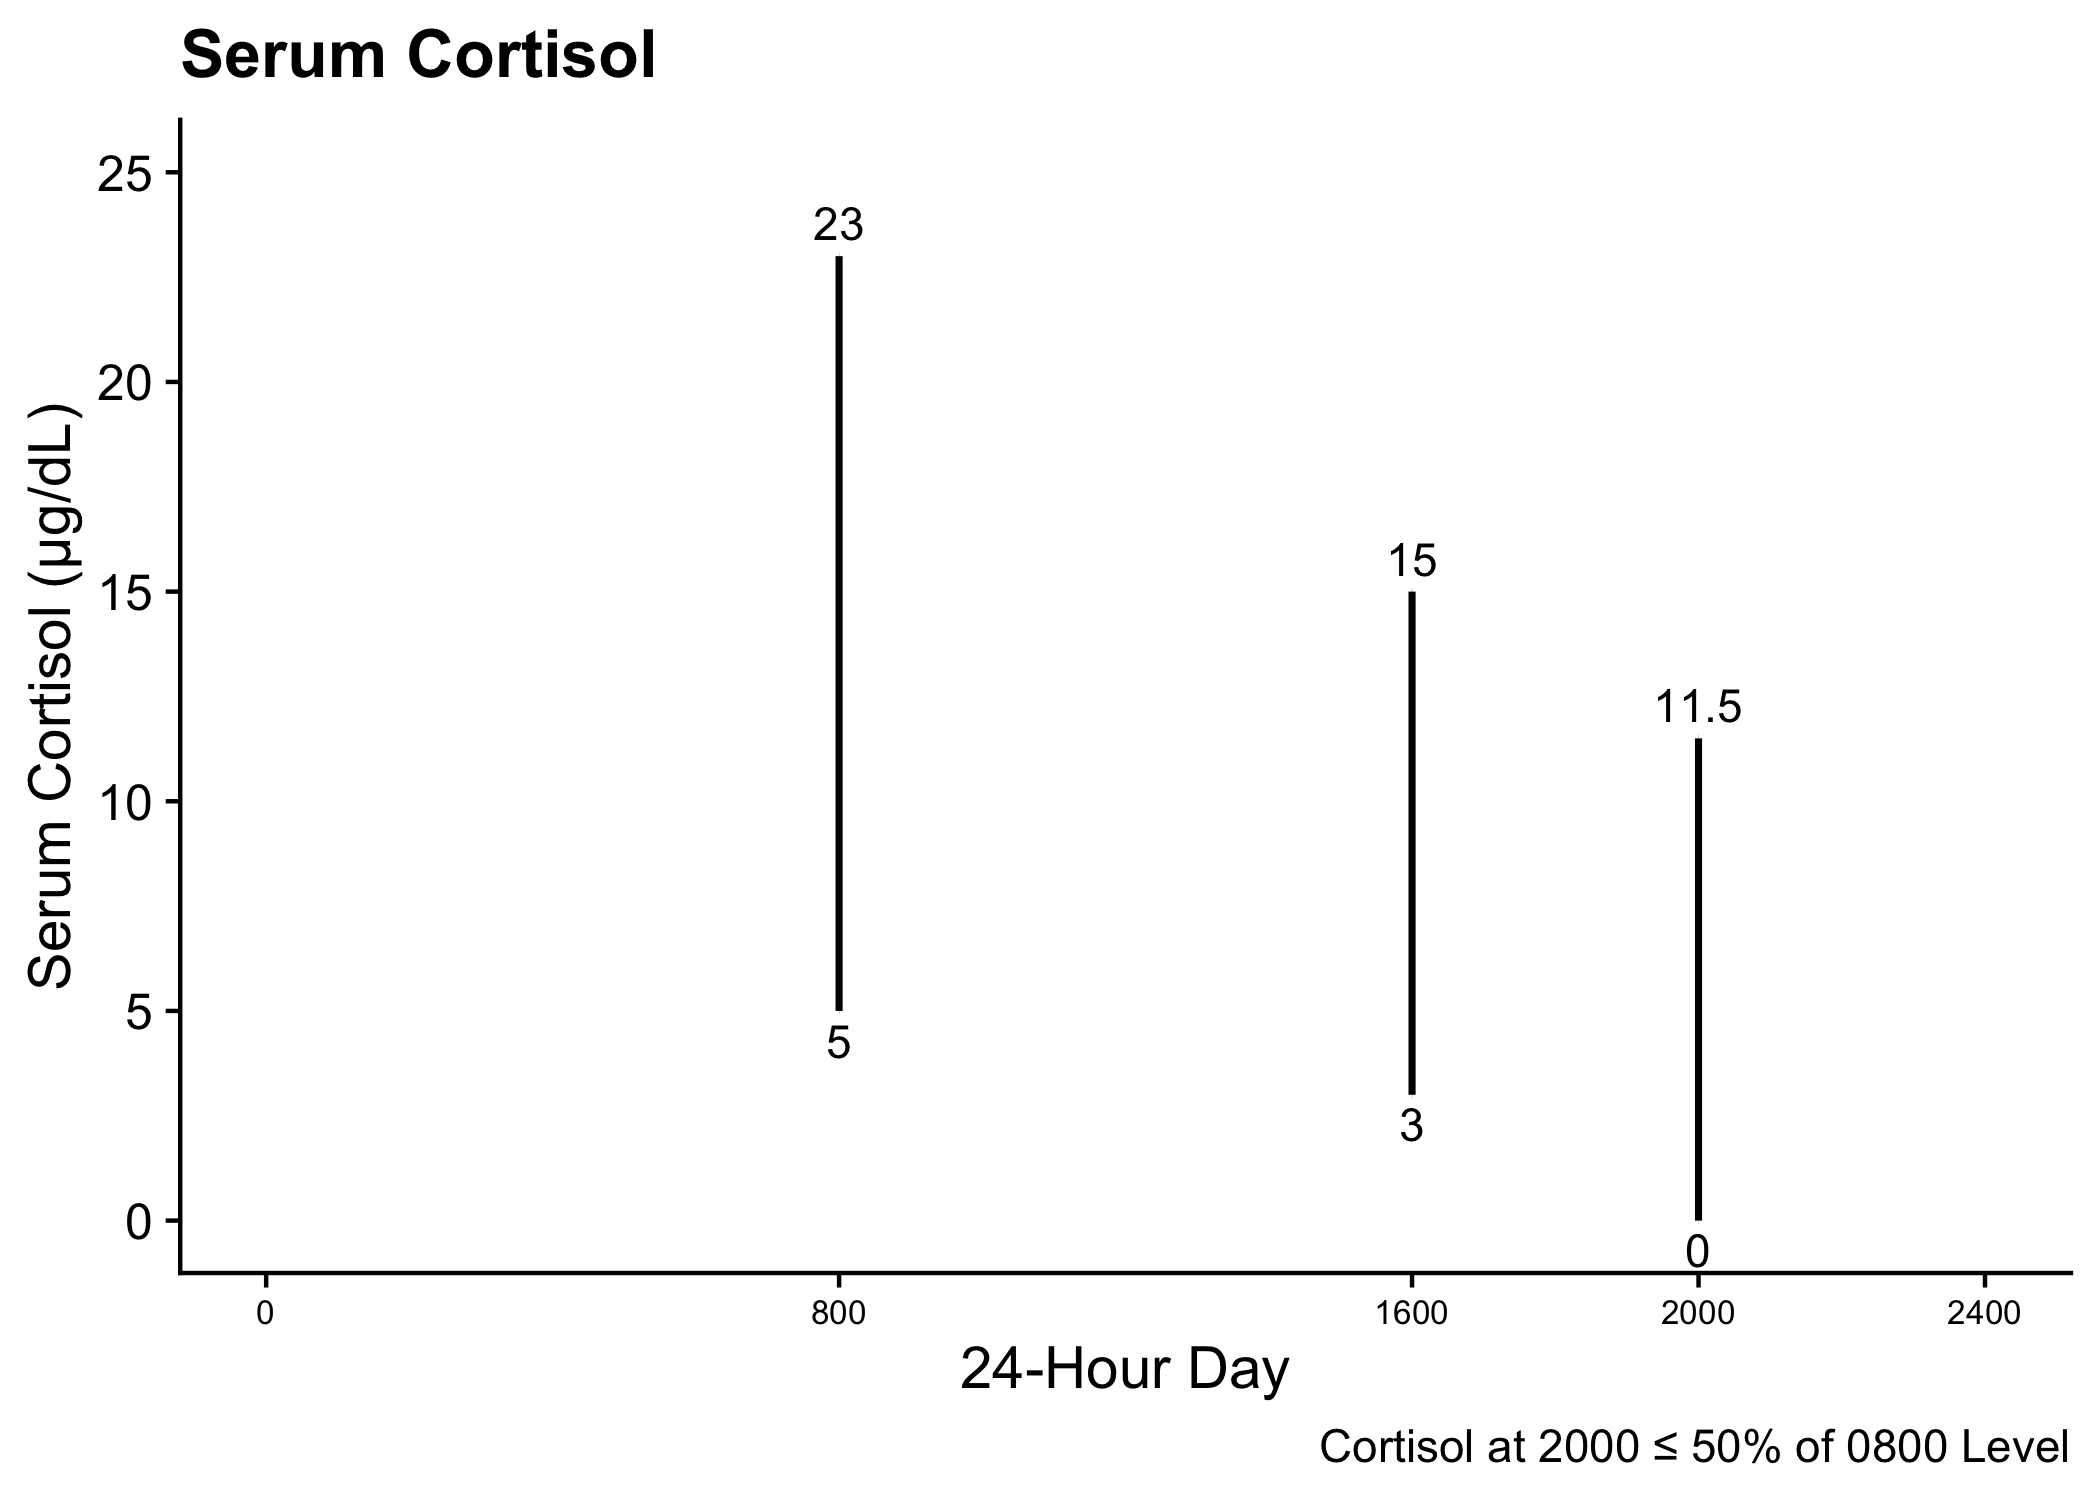 Serum Cortisol
Serum Cortisol (µg/dL)
25
20
15
10
5
0
23
5
15
3
11.5
0
0 800 1600 2000 2400
24-Hour Day
Cortisol at 2000 ≤ 50% of 0800 Level